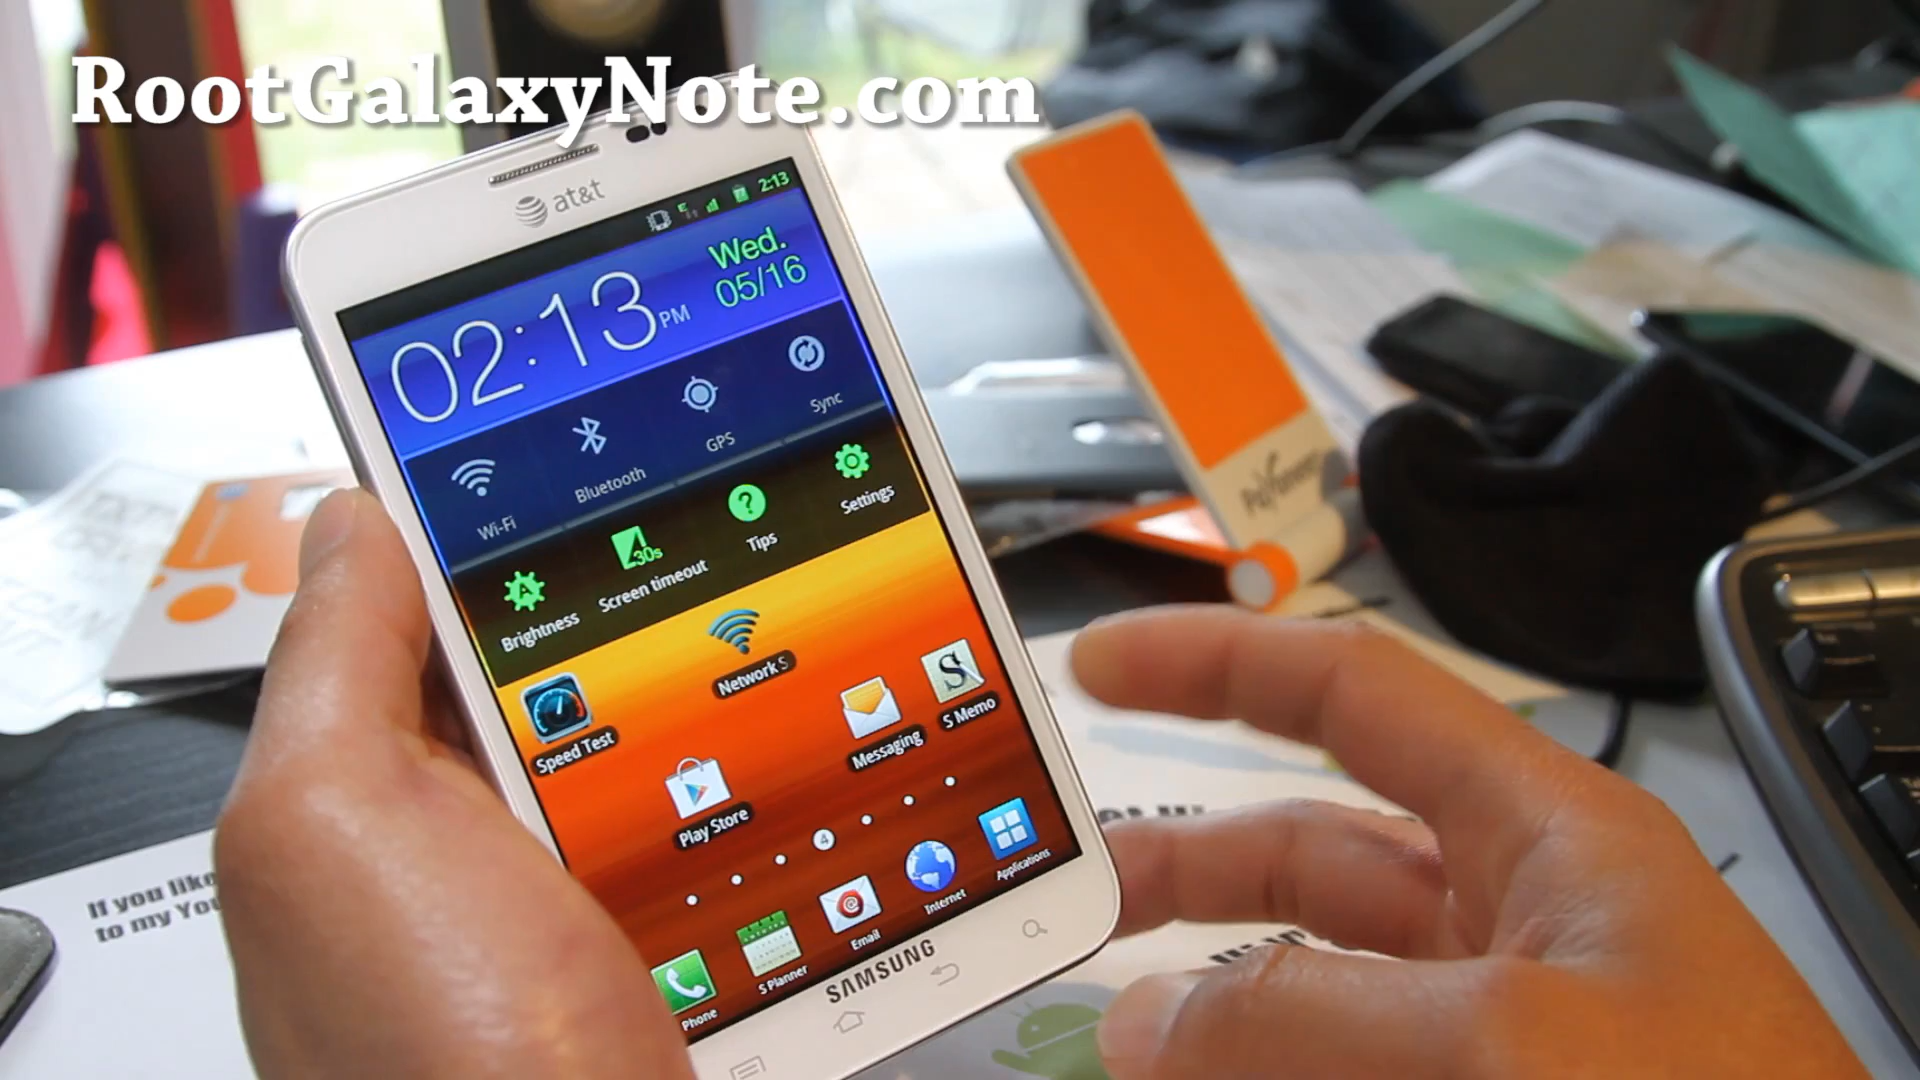 RootGalaxyNote.com
at&t
2:13
02:13 PM
Wed.
05/16
Wi-Fi
Bluetooth
GPS
Sync
Brightness
30s
Screen timeout
Tips
Settings
Speed Test
Network S
Play Store
Messaging
S Memo
4
Phone
S Planner
Email
Internet
Applications
SAMSUNG
If you like
to my You